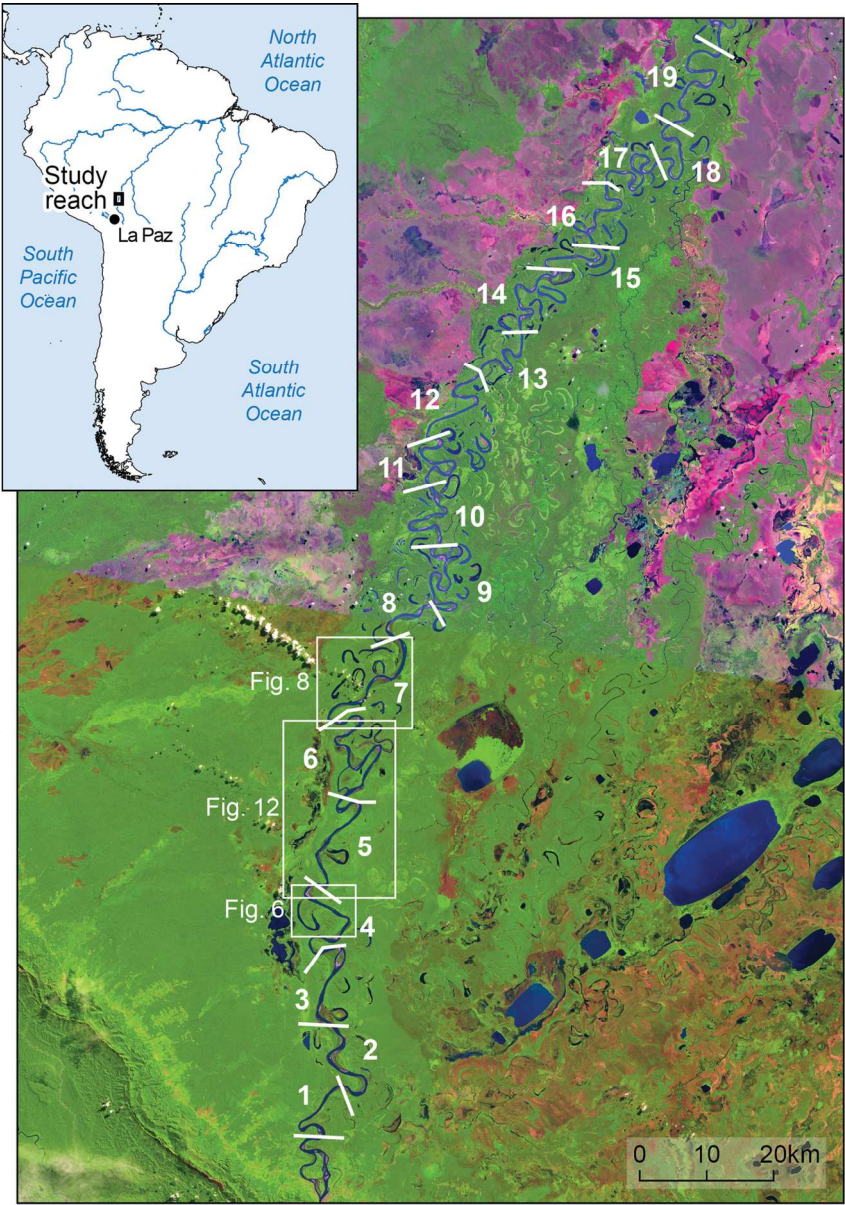 North
Atlantic
Ocean
Study
reach
La Paz
South
Pacific
Ocean
South
Atlantic
Ocean
19
17
18
16
15
14
13
12
11
10
9
8
Fig. 8
7
6
Fig. 12
5
Fig. 6
4
3
2
1
0 10 20km